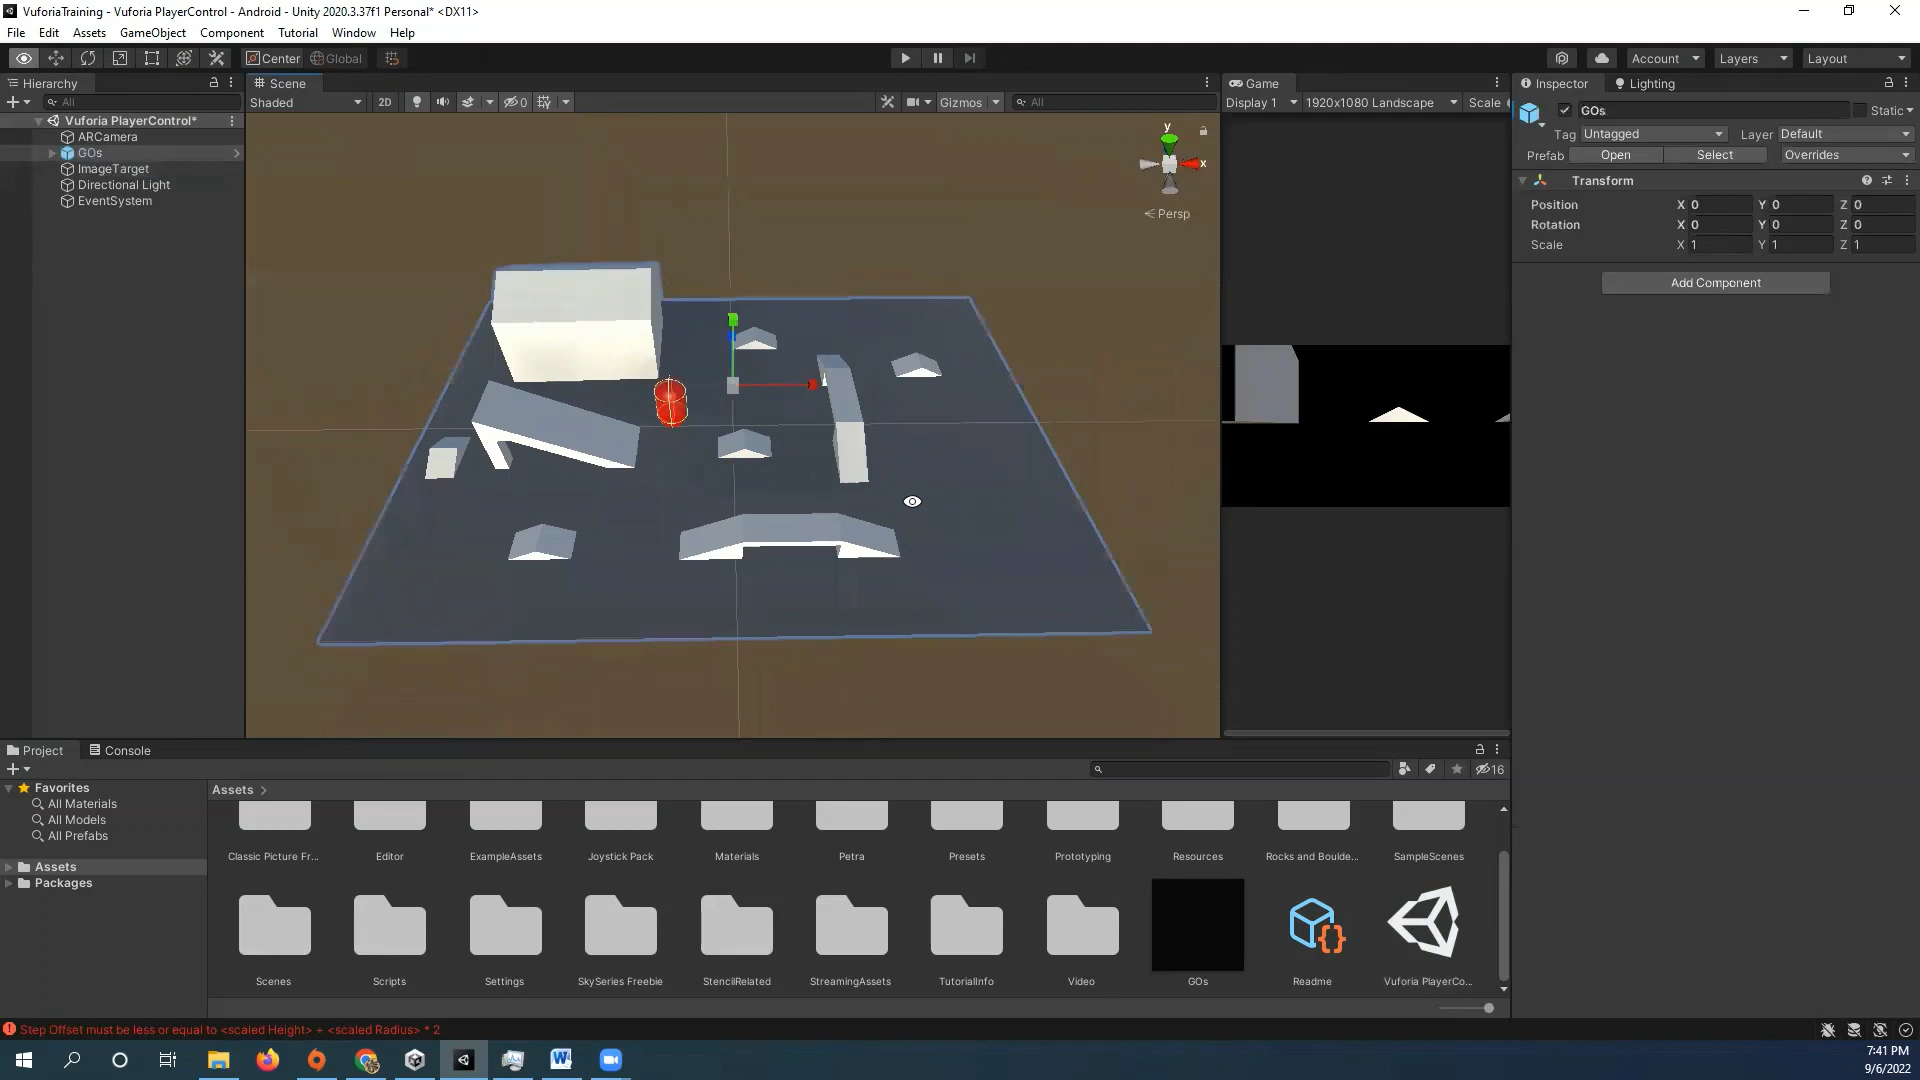 VuforiaTraining - Vuforia PlayerControl - Android - Unity 2020.3.37f1 Personal* <DX11>
File Edit Assets GameObject Component Tutorial Window Help
Center Global Account Layers Layout
Hierarchy Scene Game Inspector Lighting
All Shaded 2D 0 Gizmos All Display 1 1920x1080 Landscape Scale GOs Static
Vuforia PlayerControl*
ARCamera
GOs
ImageTarget
Directional Light
EventSystem
y
x
Persp
Tag Untagged Layer Default
Prefab Open Select Overrides
Transform
Position X 0 Y 0 Z 0
Rotation X 0 Y 0 Z 0
Scale X 1 Y 1 Z 1
Add Component
Project Console
16
Favorites
All Materials
All Models
All Prefabs
Assets
Packages
Assets >
Classic Picture Fr... Editor ExampleAssets Joystick Pack Materials Petra Presets Prototyping Resources Rocks and Boulde... SampleScenes
Scenes Scripts Settings SkySeries Freebie StencilRelated StreamingAssets TutorialInfo Video GOs Readme Vuforia PlayerCo...
Step Offset must be less or equal to <scaled Height> + <scaled Radius> * 2
7:41 PM
9/6/2022